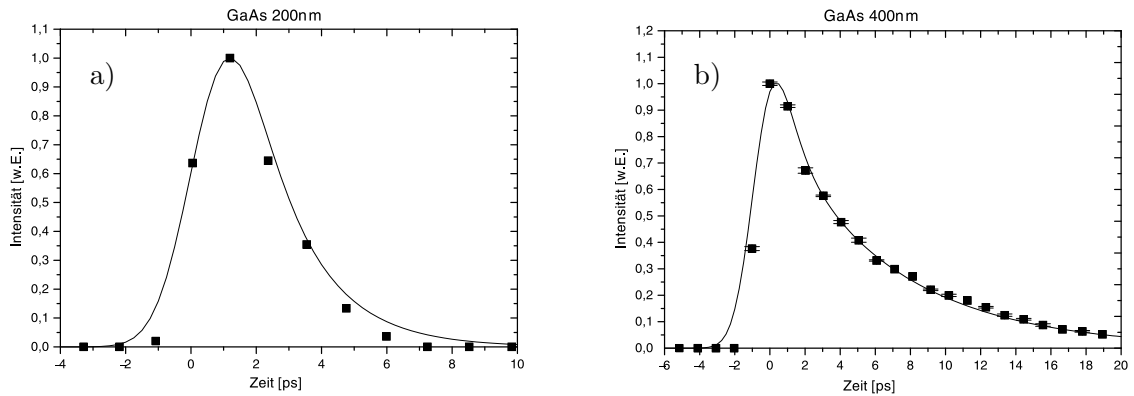 GaAs 200nm
a)
1,1
1,0
0,9
0,8
0,7
0,6
0,5
0,4
0,3
0,2
0,1
0,0
Intensität [w.E.]
-4 -2 0 2 4 6 8 10
Zeit [ps]
GaAs 400nm
b)
1,2
1,1
1,0
0,9
0,8
0,7
0,6
0,5
0,4
0,3
0,2
0,1
0,0
Intensität [w.E.]
-6 -4 -2 0 2 4 6 8 10 12 14 16 18 20
Zeit [ps]